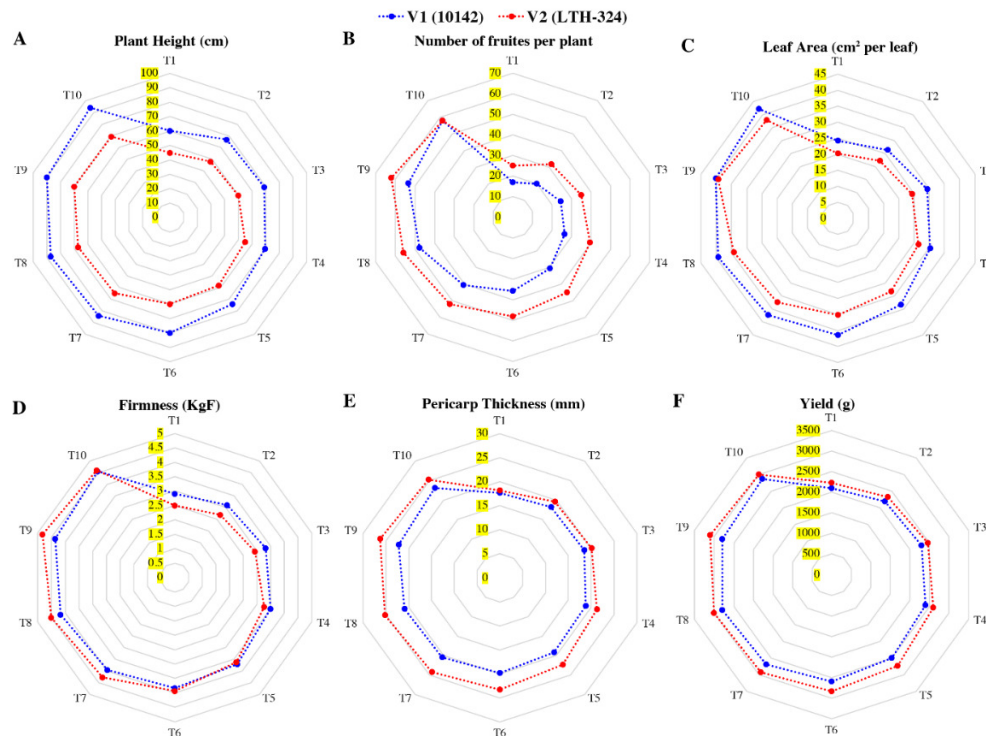 V1 (10142) V2 (LTH-324)
A
Plant Height (cm)
T1
T2
T3
T4
T5
T6
T7
T8
T9
T10
100
90
80
70
60
50
40
30
20
10
0
B
Number of fruites per plant
T1
T2
T3
T4
T5
T6
T7
T8
T9
T10
70
60
50
40
30
20
10
0
C
Leaf Area (cm² per leaf)
T1
T2
T
T
T5
T6
T7
T8
T9
T10
45
40
35
30
25
20
15
10
5
0
D
Firmness (KgF)
T1
T2
T3
T4
T5
T6
T7
T8
T9
T10
5
4.5
4
3.5
3
2.5
2
1.5
1
0.5
0
E
Pericarp Thickness (mm)
T1
T2
T3
T4
T5
T6
T7
T8
T9
T10
30
25
20
15
10
5
0
F
Yield (g)
T1
T2
T3
T4
T5
T6
T7
T8
T9
T10
3500
3000
2500
2000
1500
1000
500
0